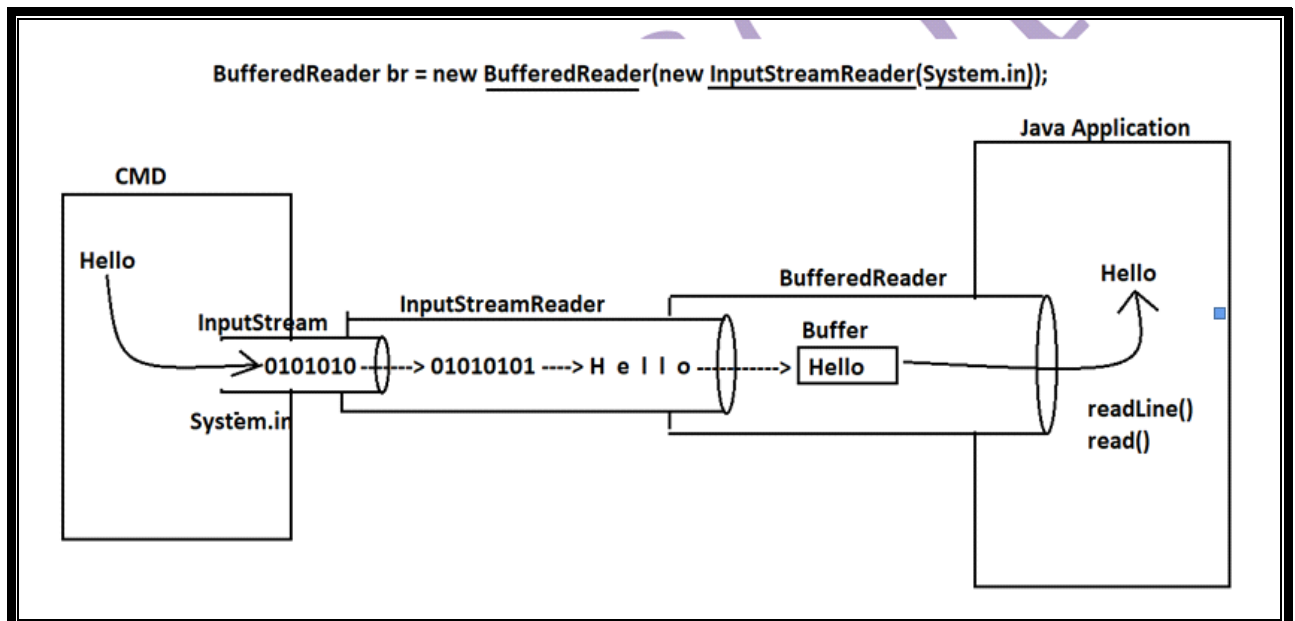 BufferedReader br = new BufferedReader(new InputStreamReader(System.in));
Java Application
CMD
Hello
Hello
BufferedReader
InputStreamReader
InputStream
Buffer
0101010 ------> 01010101 ----> H e l l o ----------> Hello
System.in
readLine()
read()